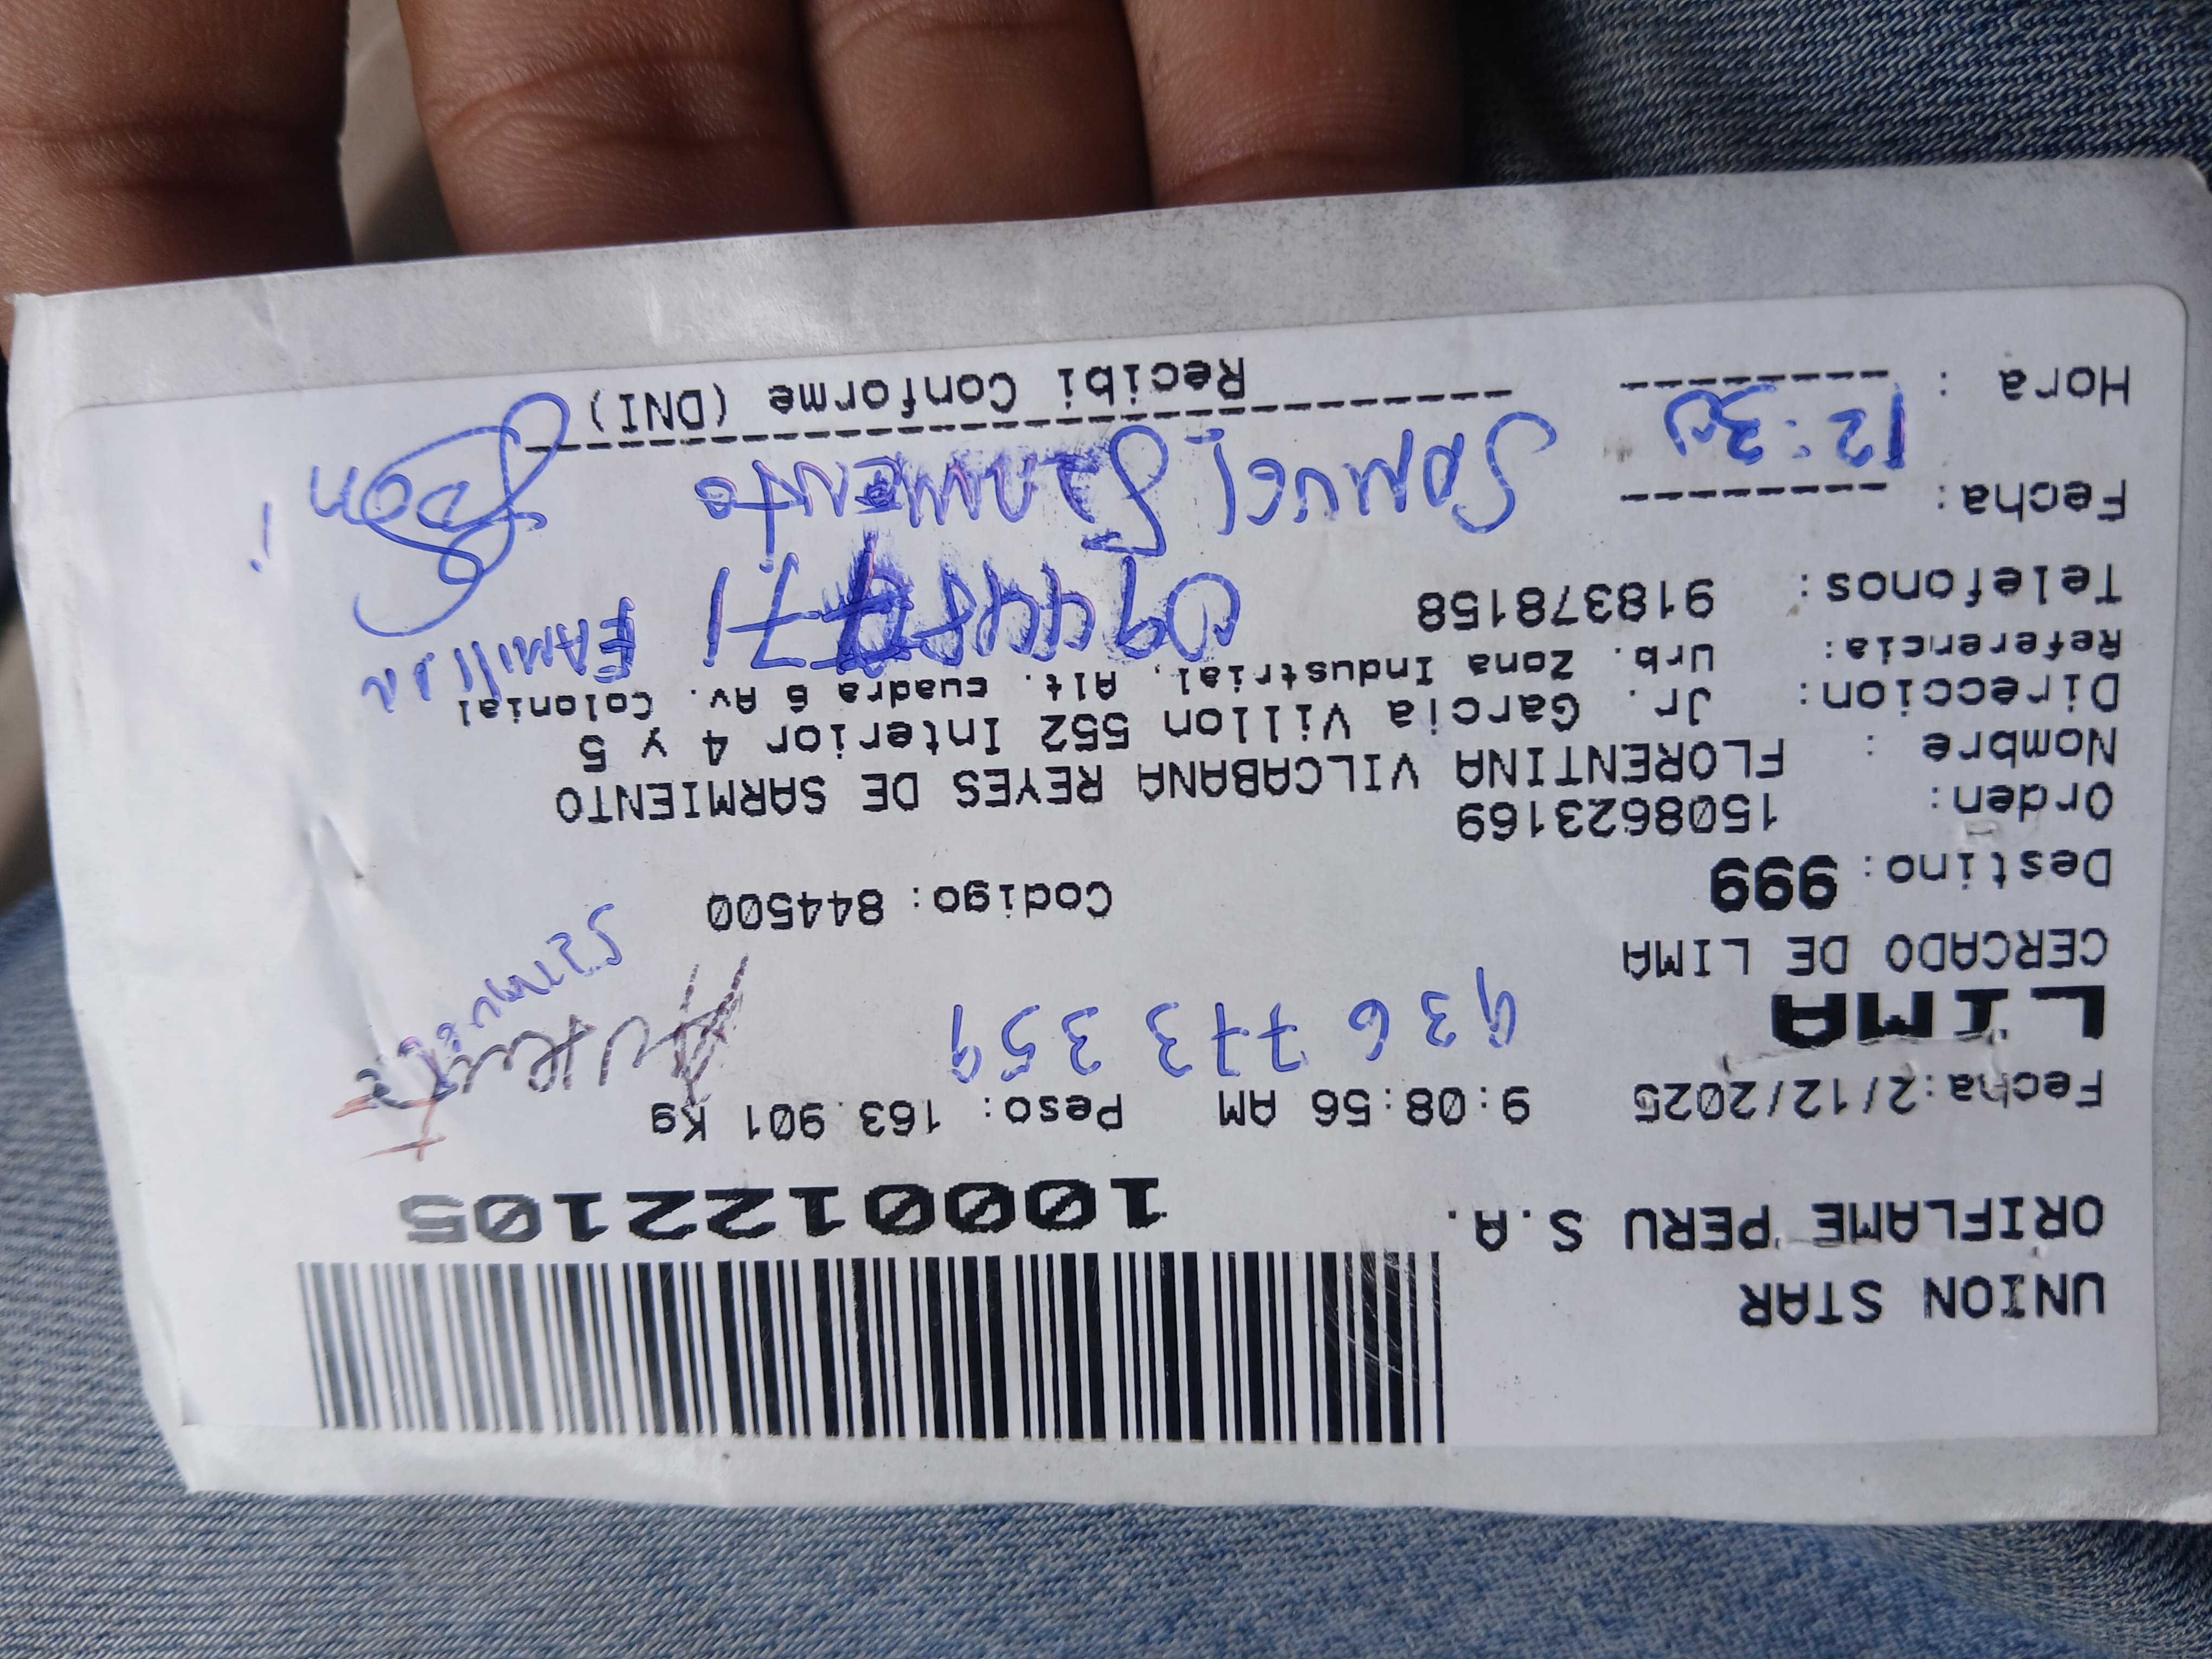 UNION STAR
ORIFLAME PERU S.A.
1000122105
Fecha:2/12/2025 9:08:56 AM Peso: 163.901 Kg
LIMA
936 773 359
CERCADO DE LIMA
Destino: 999 Codigo: 844500
Orden: 1508623169
Nombre : FLORENTINA VILCABANA REYES DE SARMIENTO
Direccion: Jr. Garcia Villon 552 Interior 4 y 5
Referencia: Urb. Zona Industrial, Alt. cuadra 6 Av. Colonial
Telefonos: 918378158
FAMiliar
Fecha:
Samuel Sarmiento
Hora : 12:30
Recibi Conforme (DNI)